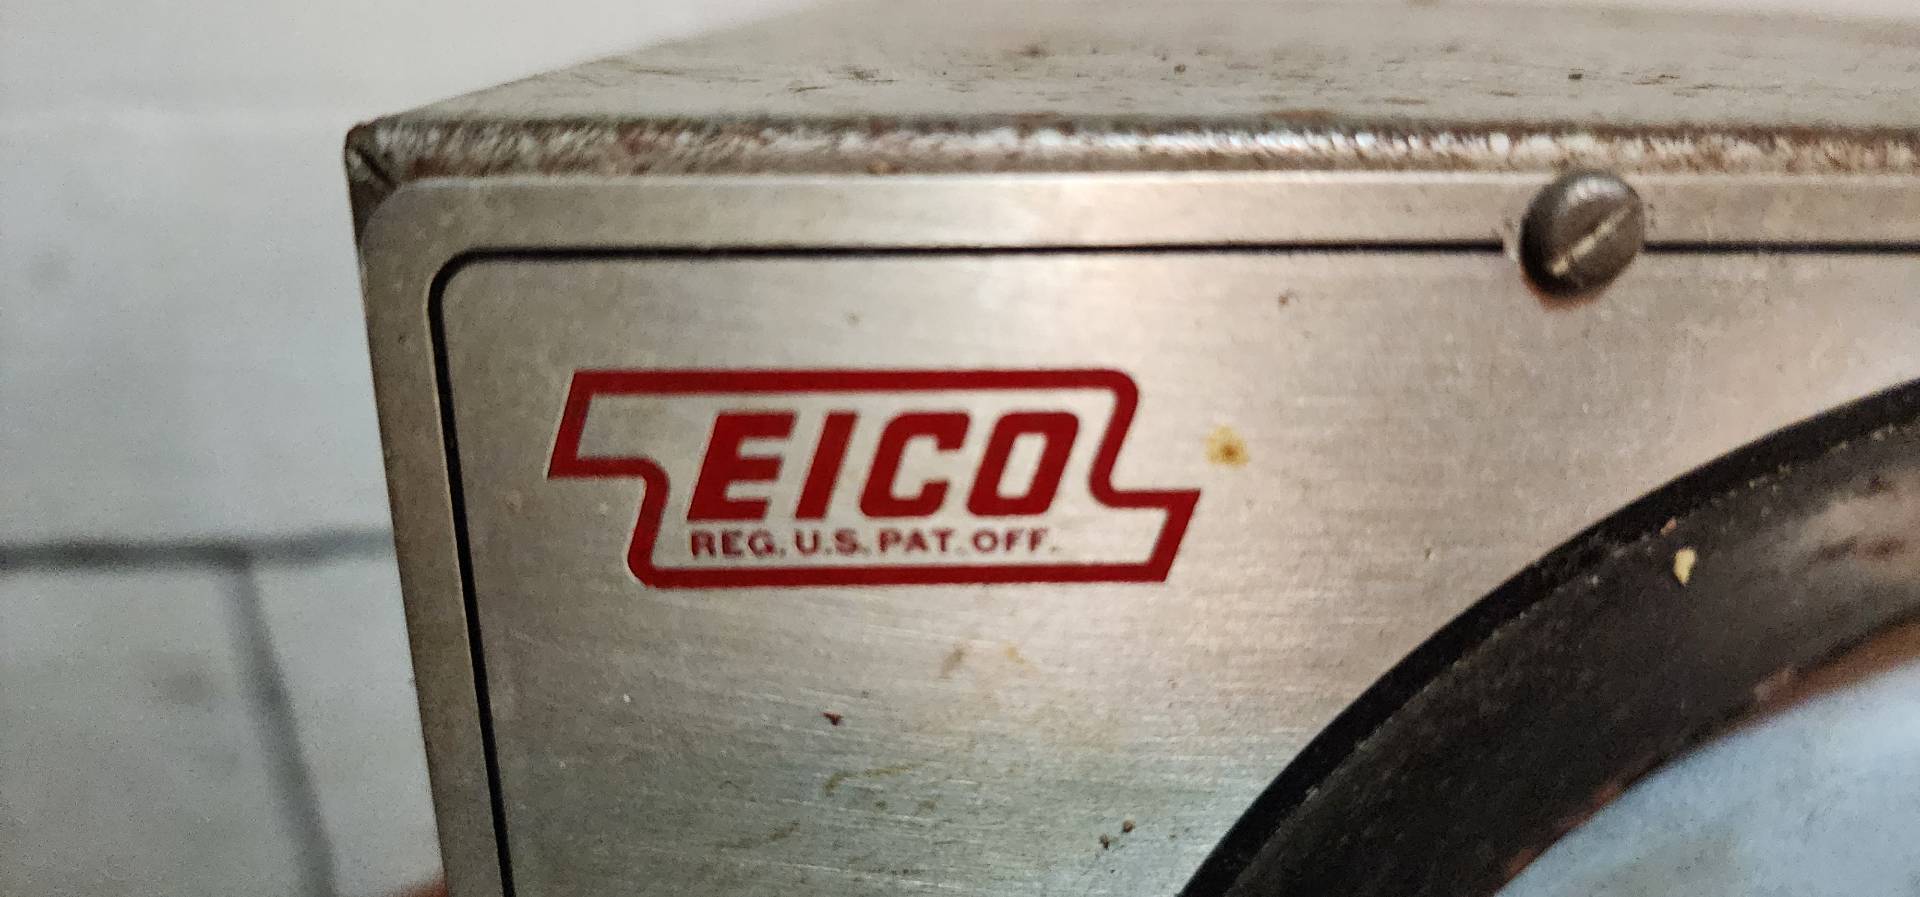 EICO
REG. U.S. PAT. OFF.